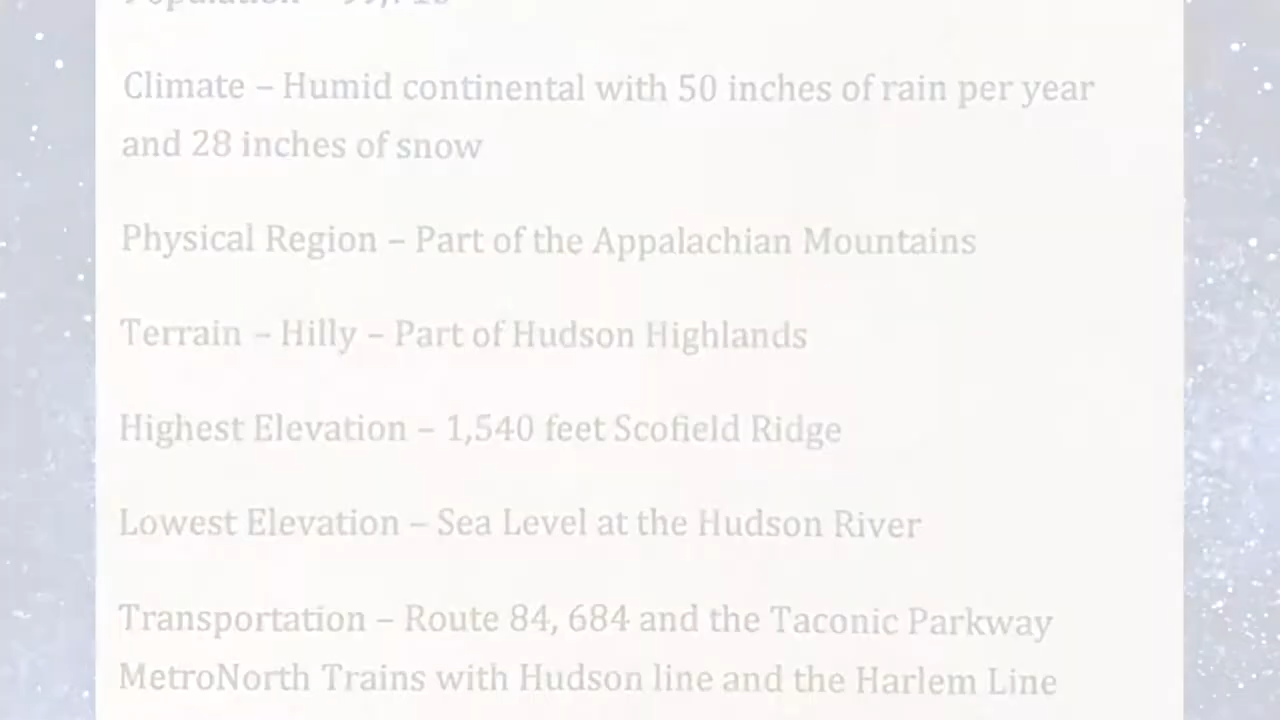 Climate – Humid continental with 50 inches of rain per year
and 28 inches of snow
Physical Region – Part of the Appalachian Mountains
Terrain – Hilly – Part of Hudson Highlands
Highest Elevation – 1,540 feet Scofield Ridge
Lowest Elevation – Sea Level at the Hudson River
Transportation – Route 84, 684 and the Taconic Parkway
MetroNorth Trains with Hudson line and the Harlem Line